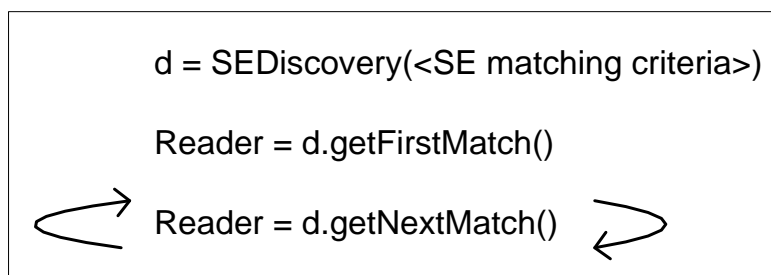 d = SEDiscovery(<SE matching criteria>)
Reader = d.getFirstMatch()
Reader = d.getNextMatch()